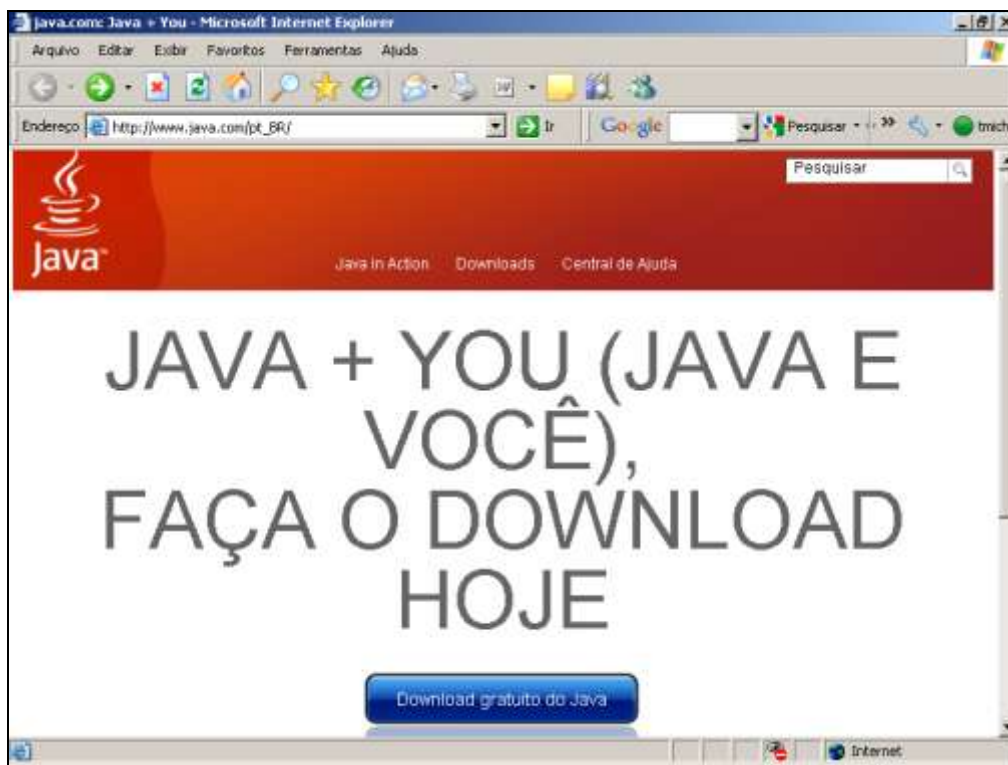 java.com: Java + You - Microsoft Internet Explorer
Arquivo Editar Exibir Favoritos Ferramentas Ajuda
Endereço http://www.java.com/pt_BR/ Ir Google Pesquisar
Pesquisar
Java
Java in Action Downloads Central de Ajuda
JAVA + YOU (JAVA E
VOCÊ),
FAÇA O DOWNLOAD
HOJE
Download gratuito do Java
Internet